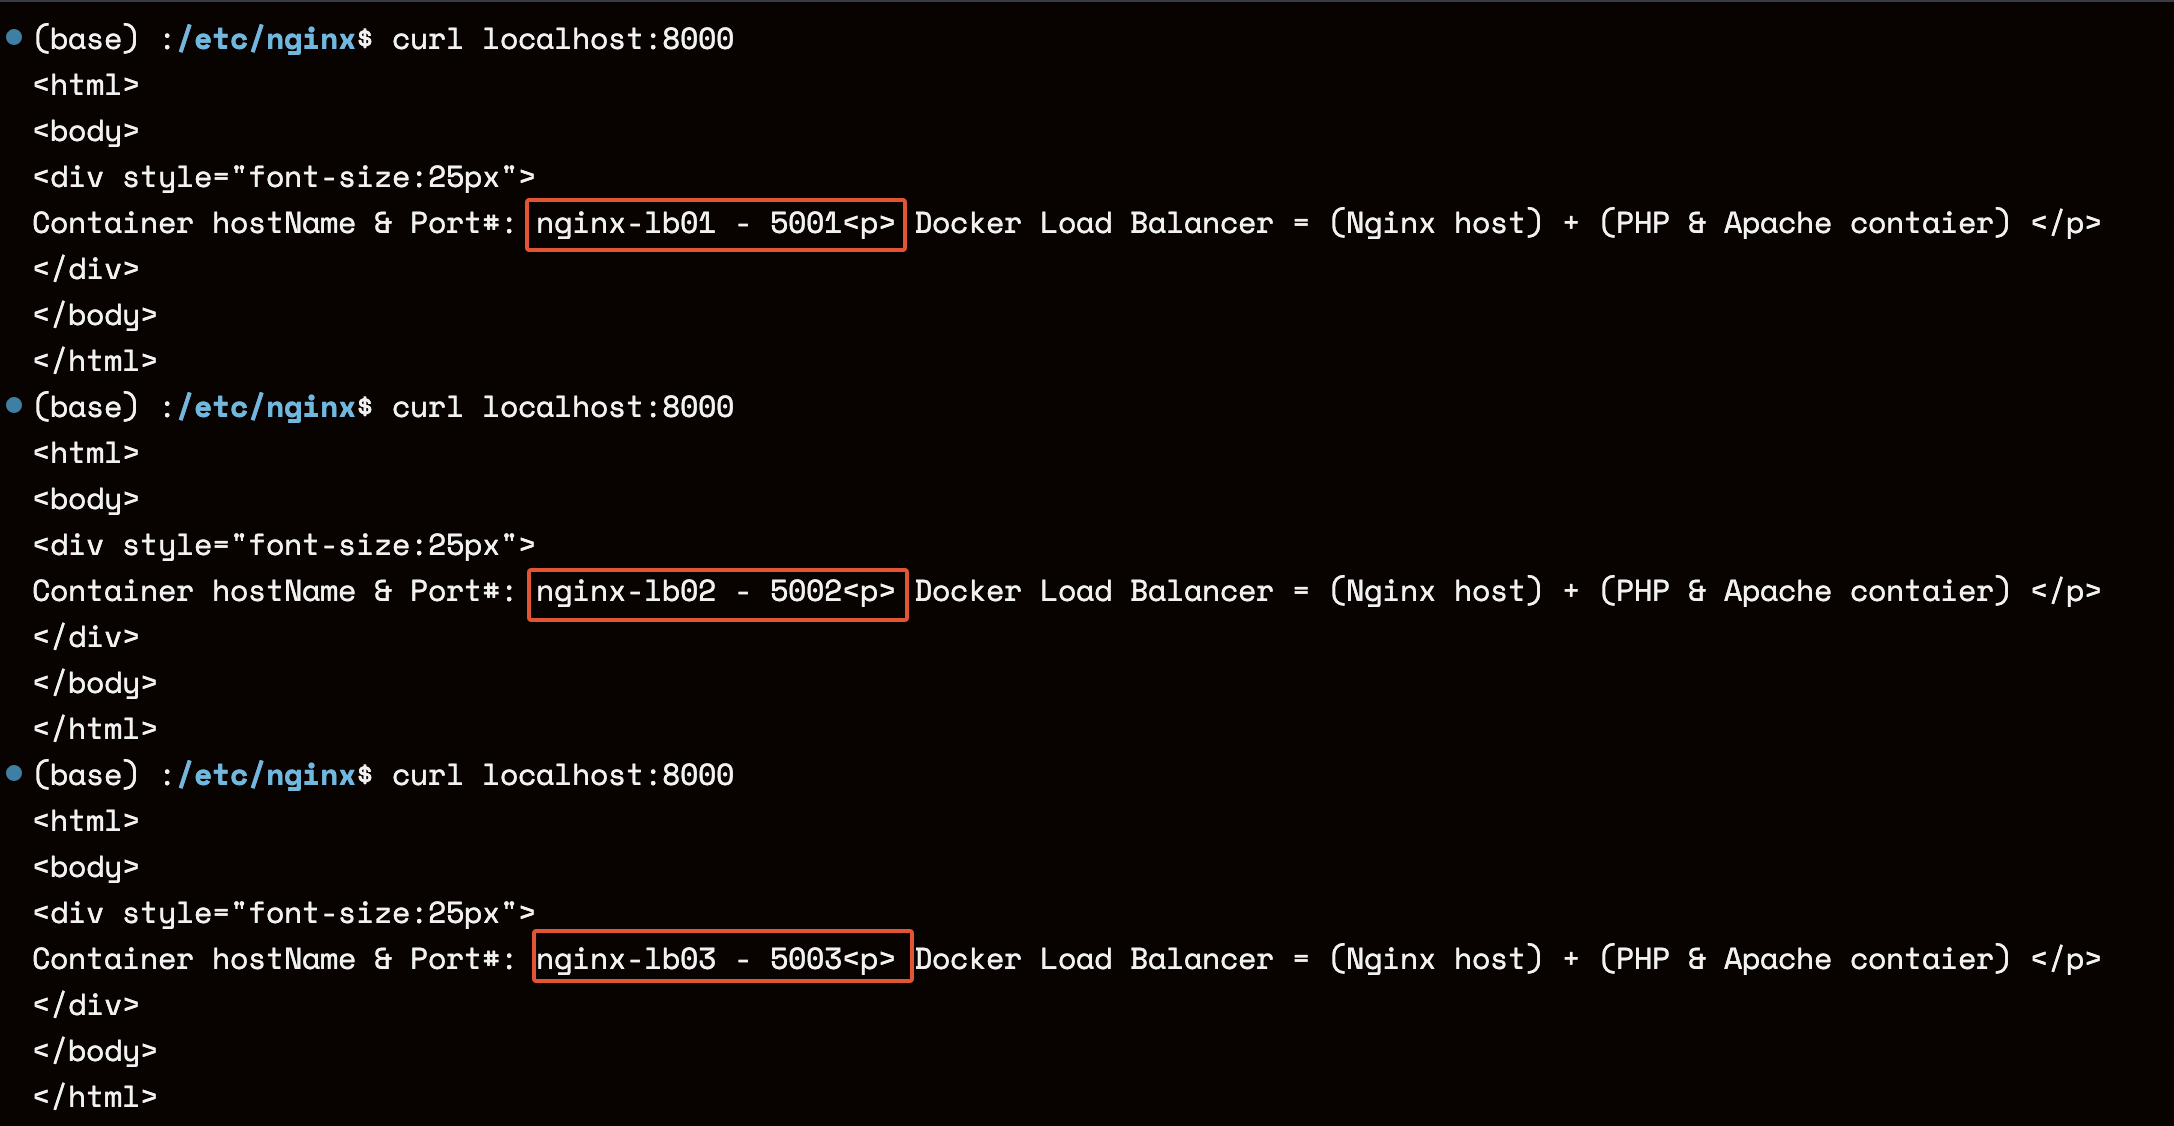 (base) :/etc/nginx$ curl localhost:8000
<html>
<body>
<div style="font-size:25px">
Container hostName & Port#: nginx-lb01 - 5001<p> Docker Load Balancer = (Nginx host) + (PHP & Apache contaier) </p>
</div>
</body>
</html>
(base) :/etc/nginx$ curl localhost:8000
<html>
<body>
<div style="font-size:25px">
Container hostName & Port#: nginx-lb02 - 5002<p> Docker Load Balancer = (Nginx host) + (PHP & Apache contaier) </p>
</div>
</body>
</html>
(base) :/etc/nginx$ curl localhost:8000
<html>
<body>
<div style="font-size:25px">
Container hostName & Port#: nginx-lb03 - 5003<p> Docker Load Balancer = (Nginx host) + (PHP & Apache contaier) </p>
</div>
</body>
</html>